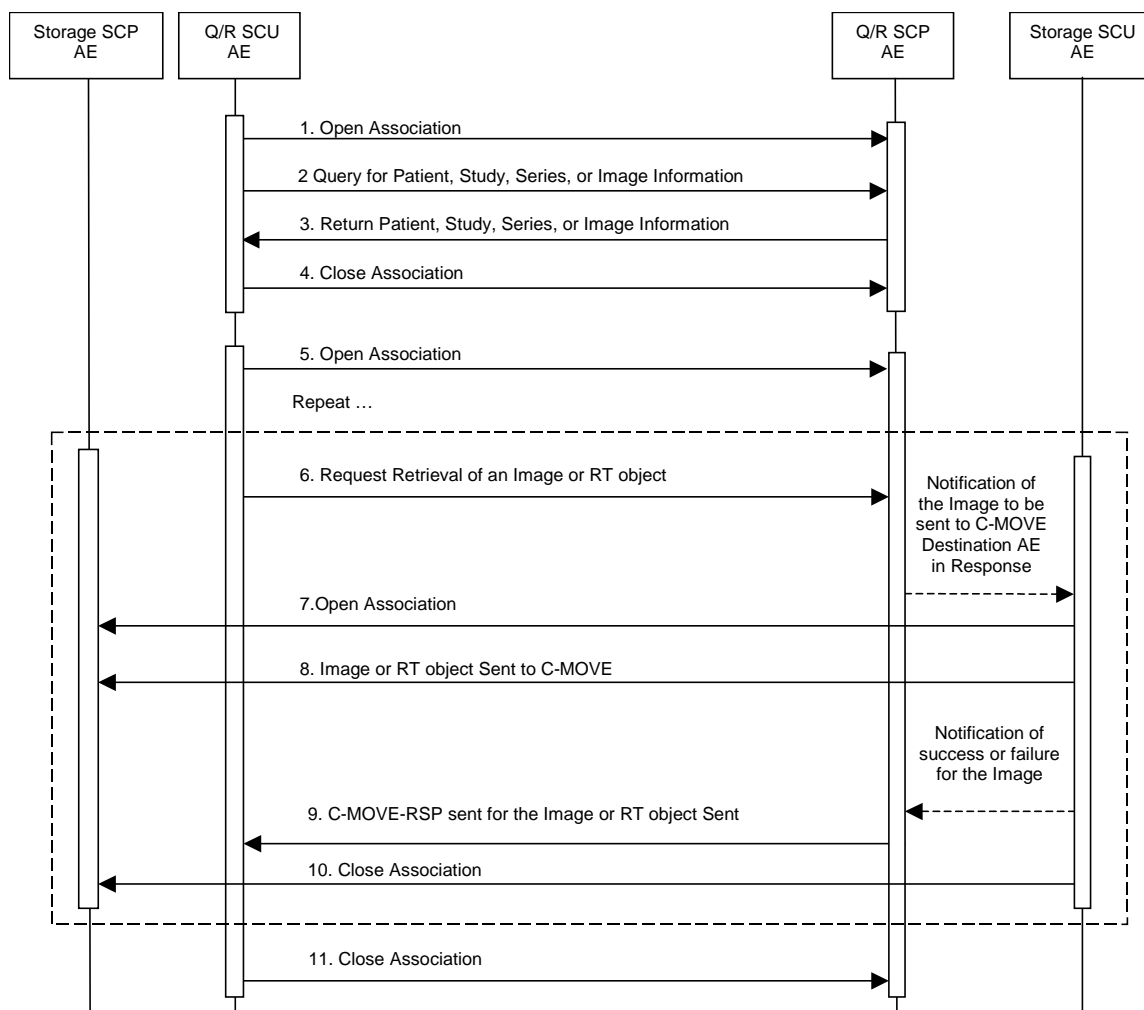 Storage SCP
AE
Q/R SCU
AE
Q/R SCP
AE
Storage SCU
AE
1. Open Association
2 Query for Patient, Study, Series, or Image Information
3. Return Patient, Study, Series, or Image Information
4. Close Association
5. Open Association
Repeat …
6. Request Retrieval of an Image or RT object
Notification of
the Image to be
sent to C-MOVE
Destination AE
in Response
7.Open Association
8. Image or RT object Sent to C-MOVE
Notification of
success or failure
for the Image
9. C-MOVE-RSP sent for the Image or RT object Sent
10. Close Association
11. Close Association